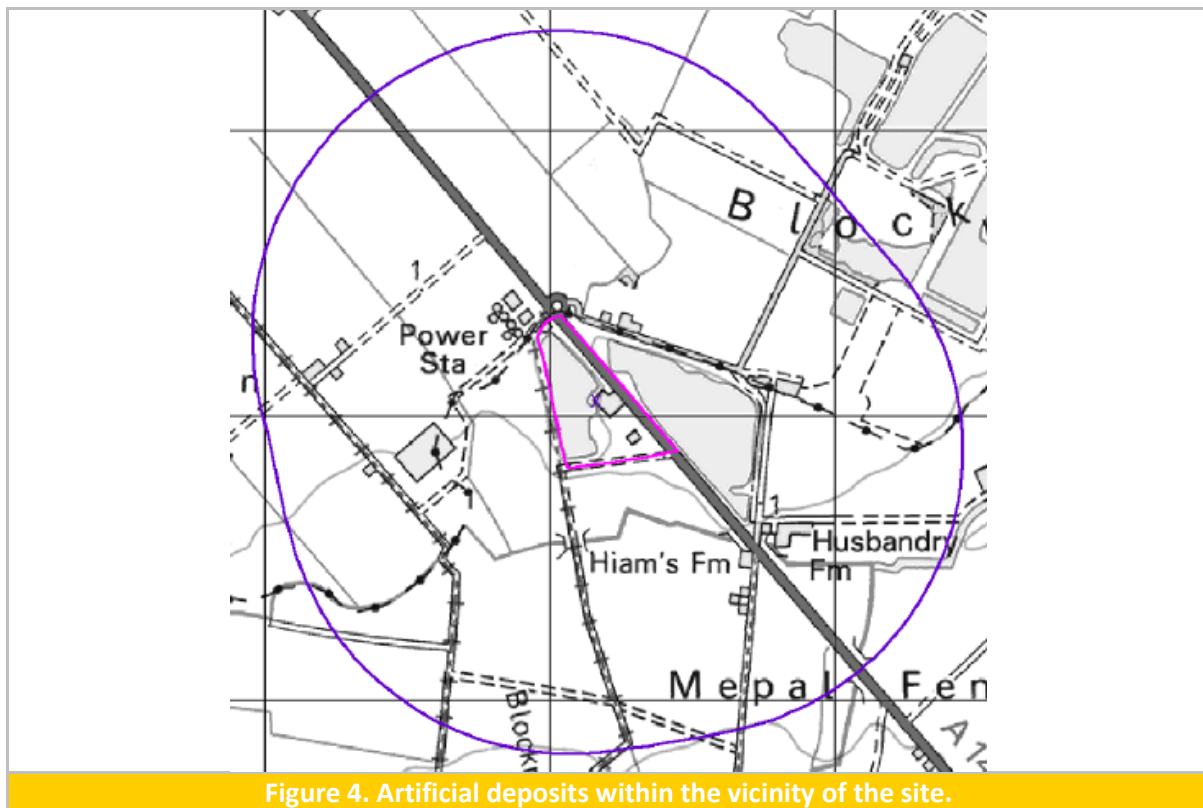 B l o c k
1
Power
Sta
n
1
1
Hiam's Fm
Husbandry
Fm
Mepal Fen
Block
A 14
Figure 4. Artificial deposits within the vicinity of the site.